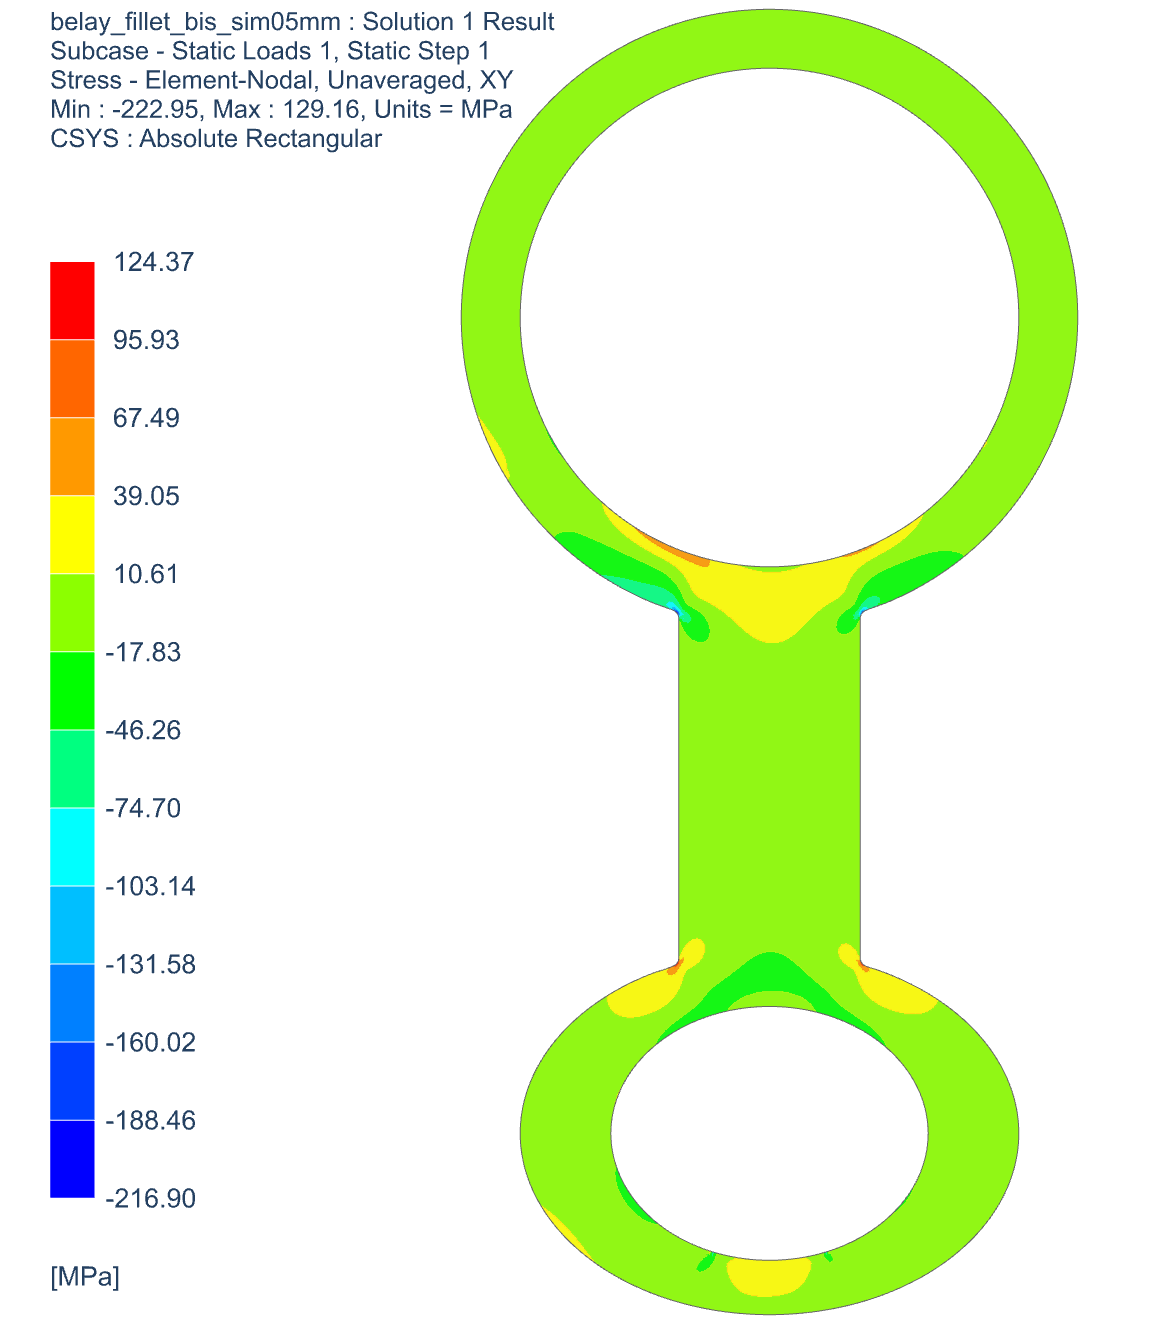 belay_fillet_bis_sim05mm : Solution 1 Result
Subcase - Static Loads 1, Static Step 1
Stress - Element-Nodal, Unaveraged, XY
Min : -222.95, Max : 129.16, Units = MPa
CSYS : Absolute Rectangular
124.37
95.93
67.49
39.05
10.61
-17.83
-46.26
-74.70
-103.14
-131.58
-160.02
-188.46
-216.90
[MPa]